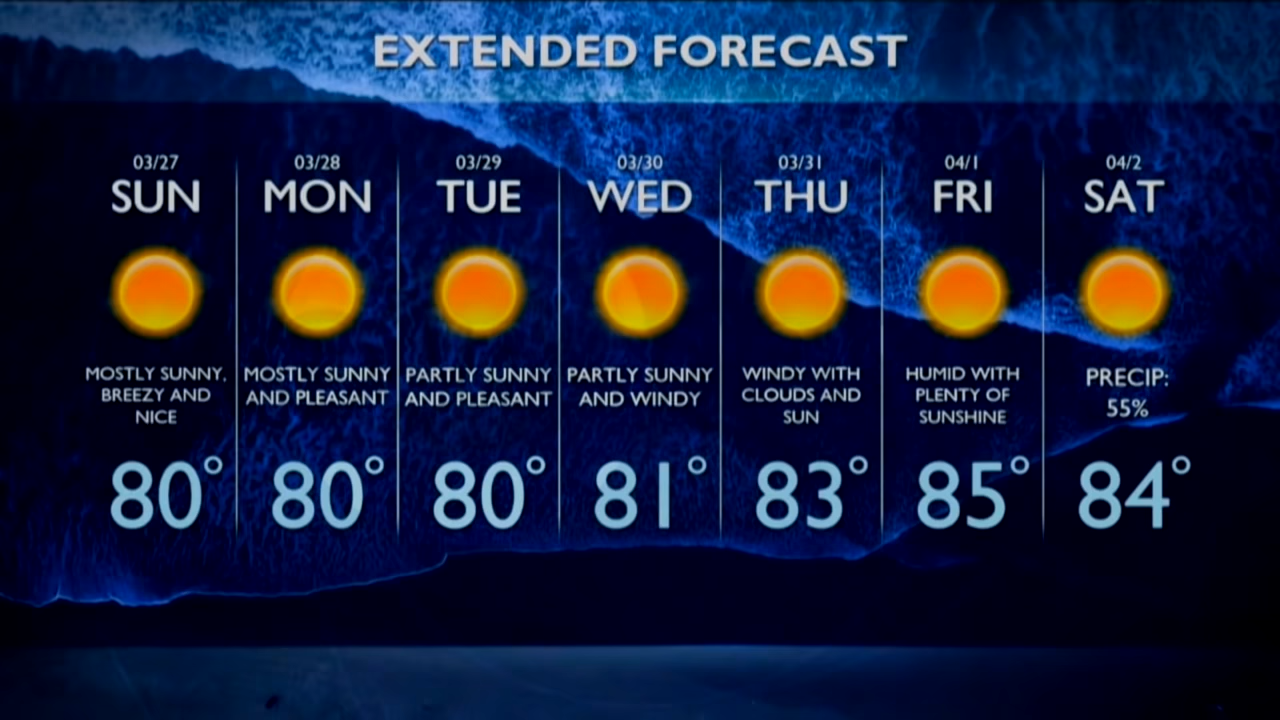 EXTENDED FORECAST
03/27
SUN
MOSTLY SUNNY,
BREEZY AND
NICE
80°
03/28
MON
MOSTLY SUNNY
AND PLEASANT
80°
03/29
TUE
PARTLY SUNNY
AND PLEASANT
80°
03/30
WED
PARTLY SUNNY
AND WINDY
81°
03/31
THU
WINDY WITH
CLOUDS AND
SUN
83°
04/1
FRI
HUMID WITH
PLENTY OF
SUNSHINE
85°
04/2
SAT
PRECIP:
55%
84°